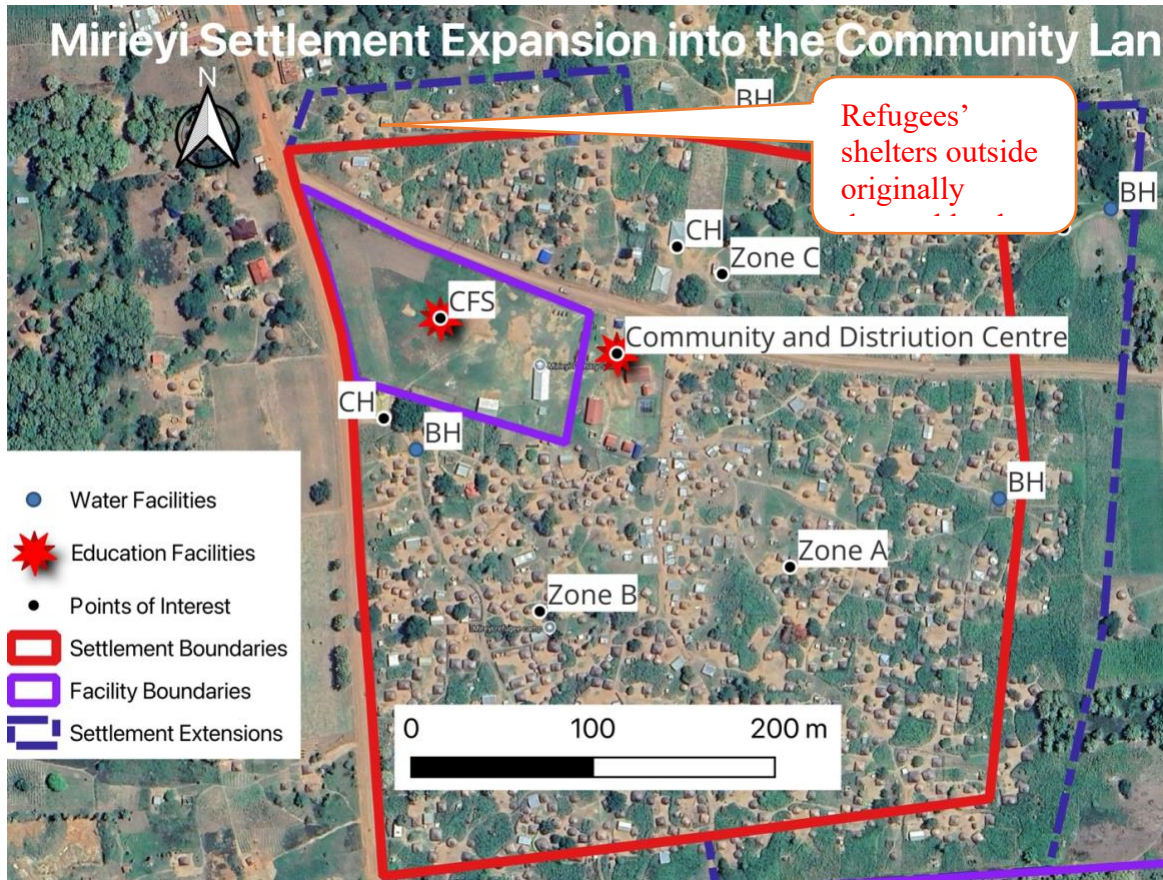 Mirieyi Settlement Expansion into the Community Lan
N
BH
Refugees’
shelters outside
originally
BH
CH
Zone C
CFS
Community and Distriution Centre
CH
BH
BH
Zone A
Zone B
Water Facilities
Education Facilities
Points of Interest
Settlement Boundaries
Facility Boundaries
Settlement Extensions
0 100 200 m